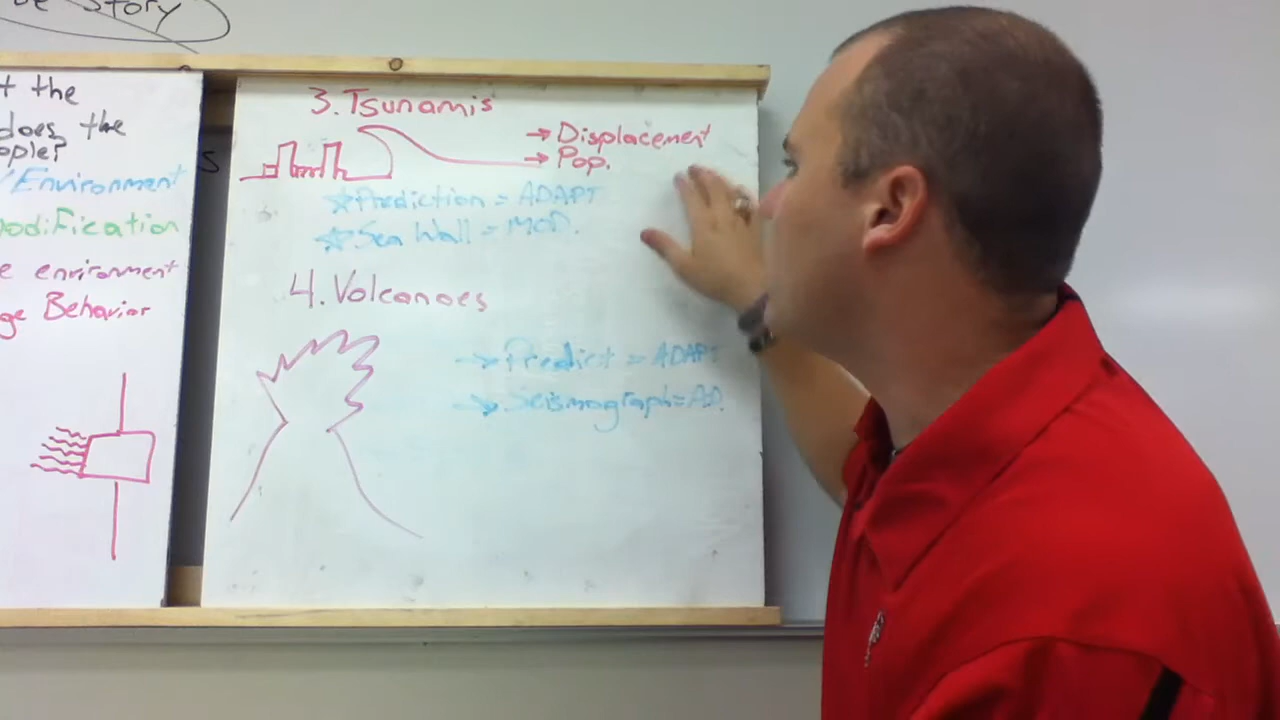 be Story
t the
does the
ople?
s
Environment
odification
e environment
ge Behavior
3. Tsunamis
→ Displacement
→ Pop.
☆ Prediction = ADAPT
☆ Sea Wall = MOD.
4. Volcanoes
→ Predict = ADAPT
→ Seismograph = AD.